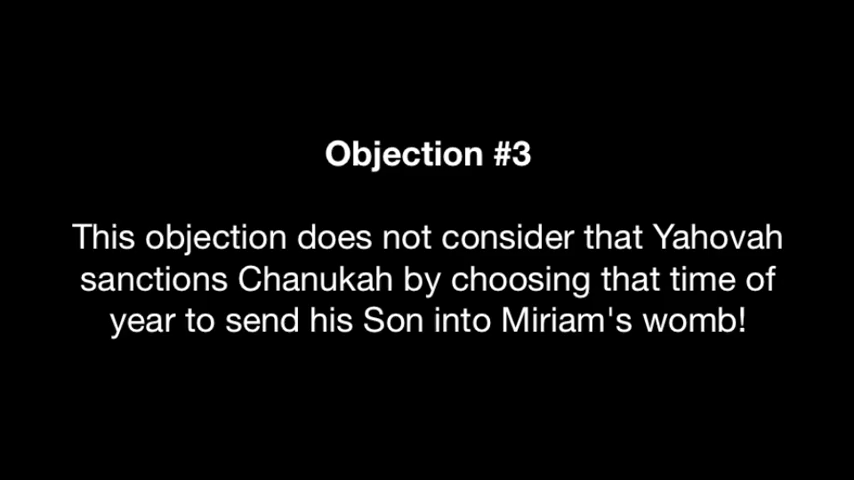 Objection #3
This objection does not consider that Yahovah
sanctions Chanukah by choosing that time of
year to send his Son into Miriam's womb!